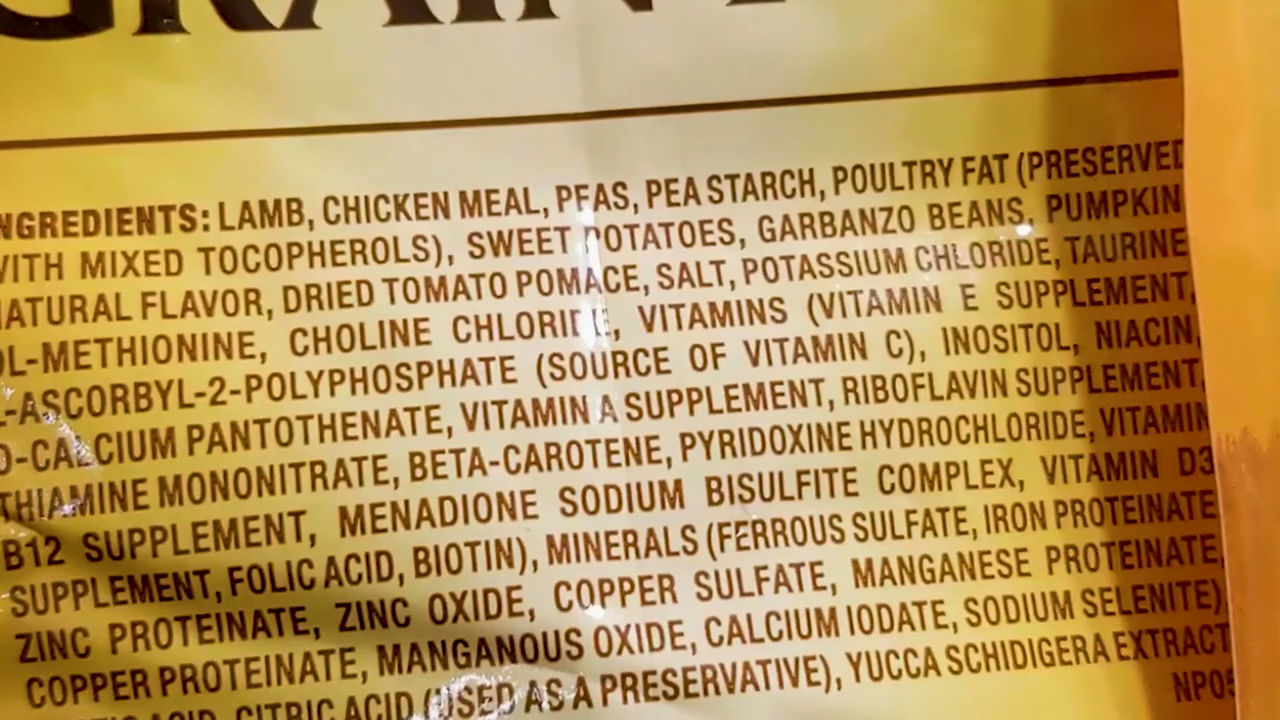 GRAIN F
INGREDIENTS: LAMB, CHICKEN MEAL, PEAS, PEA STARCH, POULTRY FAT (PRESERVED
WITH MIXED TOCOPHEROLS), SWEET POTATOES, GARBANZO BEANS, PUMPKIN
NATURAL FLAVOR, DRIED TOMATO POMACE, SALT, POTASSIUM CHLORIDE, TAURINE
DL-METHIONINE, CHOLINE CHLORIDE, VITAMINS (VITAMIN E SUPPLEMENT,
L-ASCORBYL-2-POLYPHOSPHATE (SOURCE OF VITAMIN C), INOSITOL, NIACIN,
D-CALCIUM PANTOTHENATE, VITAMIN A SUPPLEMENT, RIBOFLAVIN SUPPLEMENT,
THIAMINE MONONITRATE, BETA-CAROTENE, PYRIDOXINE HYDROCHLORIDE, VITAMIN
B12 SUPPLEMENT, MENADIONE SODIUM BISULFITE COMPLEX, VITAMIN D3
SUPPLEMENT, FOLIC ACID, BIOTIN), MINERALS (FERROUS SULFATE, IRON PROTEINATE
ZINC PROTEINATE, ZINC OXIDE, COPPER SULFATE, MANGANESE PROTEINATE,
COPPER PROTEINATE, MANGANOUS OXIDE, CALCIUM IODATE, SODIUM SELENITE)
ACID, CITRIC ACID (USED AS A PRESERVATIVE), YUCCA SCHIDIGERA EXTRACT
NP05